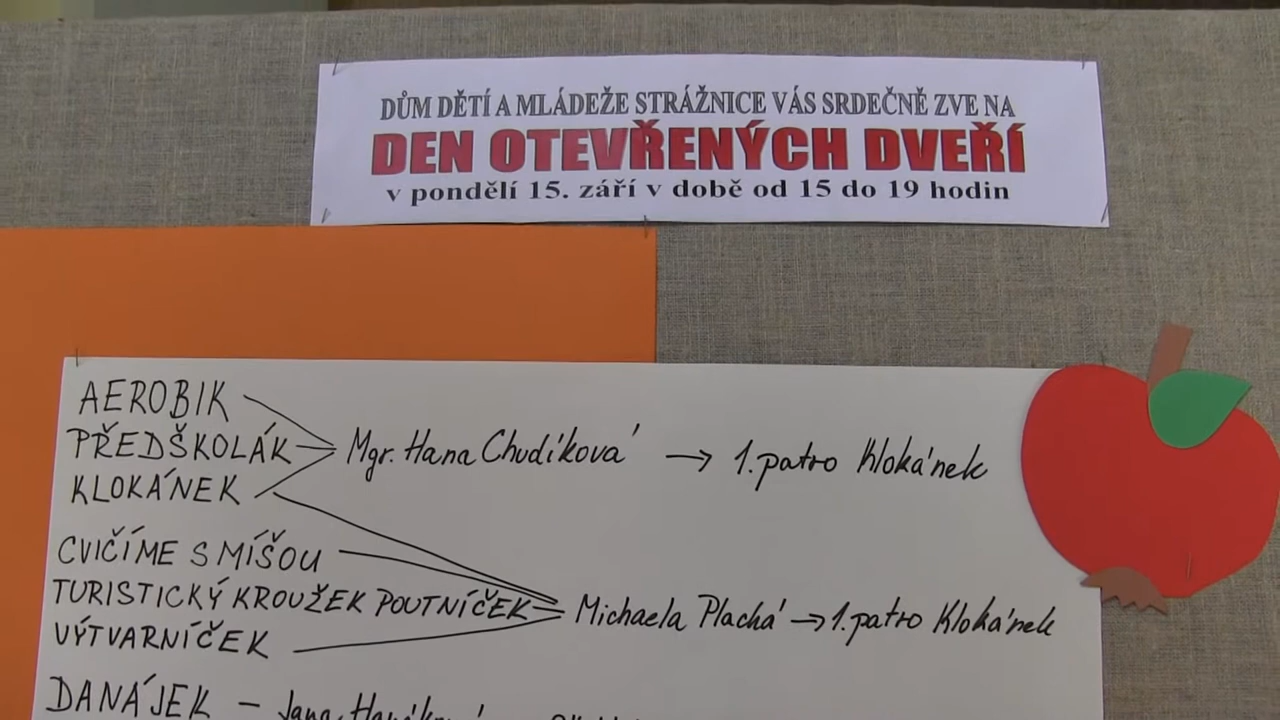 DŮM DĚTÍ A MLÁDEŽE STRÁŽNICE VÁS SRDEČNĚ ZVE NA
DEN OTEVŘENÝCH DVEŘÍ
v pondělí 15. září v době od 15 do 19 hodin
AEROBIK
PŘEDŠKOLÁK Mgr. Hana Chudíková → 1. patro Klokánek
KLOKÁNEK
CVIČÍME S MÍŠOU
TURISTICKÝ KROUŽEK POUTNÍČEK Michaela Plachá → 1. patro Klokánek
VÝTVARNÍČEK
DANÁJEK – Jana